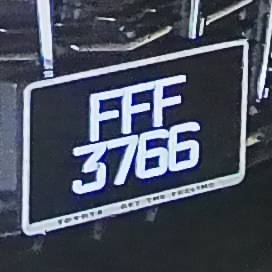 FFF
3766
TOYOTA GET THE FEELING